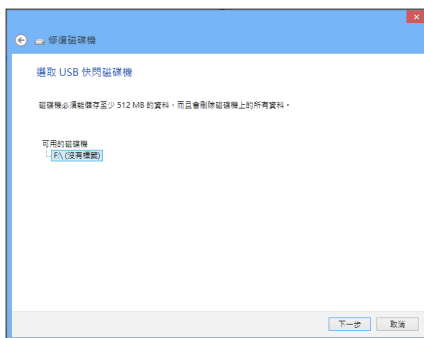 修復磁碟機
選取 USB 快閃磁碟機
磁碟機必須能儲存至少 512 MB 的資料，而且會刪除磁碟機上的所有資料。
可用的磁碟機
F:\ (沒有標籤)
下一步 取消